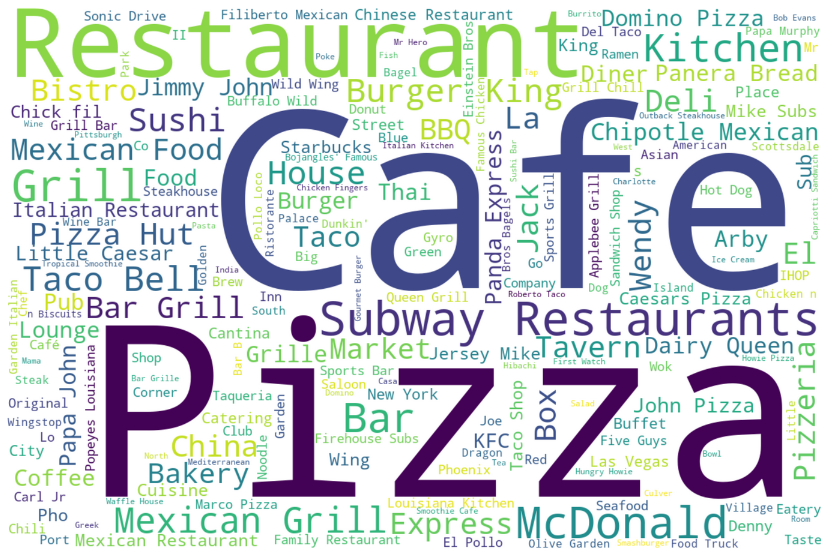 Sonic Drive
Filiberto Mexican
Chinese Restaurant
Domino Pizza
Bob Evans
Burrito
Restaurant
II
Park
Mr Hero
Poke
Fish
Del Taco
Papa Murphy
King
Ramen
Mr
Kitchen
Bistro
Jimmy John
Wild Wing
Bagel
Tap
Einstein Bros
Grill Chill
Diner
Panera Bread
Buffalo Wild
Burger King
Chick fil
Wine
Grill Bar
Pittsburgh
Sushi
Donut
Street
Blue
BBQ
Famous Chicken
La
Deli
Place
Mike Subs
Outback Steakhouse
Chipotle Mexican
Scottsdale
Mexican
Co
Food
Starbucks
Bojangles' Famous
Italian Kitchen
Sushi Bar
Asian
American
West
s
Sub
Capriotti Sandwich
Grill
Food
Steakhouse
House
Chicken Fingers
Thai
Charlotte
Hot Dog
Cafe
Italian Restaurant
Pollo Loco
Ristorante
Palace
Burger
Dunkin'
Panda Express
Bros Bagels
Jack
Sports Grill
Applebee Grill
Sandwich Shop
Wendy
Pizza Hut
Wine Bar
Taco
Gyro
Green
Big
Go
Arby
El
Little Caesar
Tropical Smoothie
Golden
India
Gourmet Burger
Company
Dog
Ice Cream
IHOP
Taco Bell
Brew
Queen Grill
Roberto Taco
Island
Caesars Pizza
Chicken n
Garden Italian
Chef
n Biscuits
Pub
Bar Grill
Inn
South
Subway Restaurants
Lounge
Cantina
Café
Mama
Shop
Bar B
Grille
Market
Jersey Mike
Tavern
Dairy Queen
First Watch
Howie Pizza
Steak
Bar Grille
Sports Bar
Saloon
Casa
Domino
Hibachi
Wok
Salad
Little
Pizza
Pasta
Original
Papa John
Popeyes Louisiana
Corner
Taqueria
Garden
New York
Bar
Joe
Taco Shop
Box
John Pizza
Pizzeria
Wingstop
Lo
City
Catering
Club
Firehouse Subs
KFC
Buffet
Five Guys
Bowl
North
China
Noodle
Wing
Dragon
Tea
Red
Las Vegas
Coffee
Bakery
Mediterranean
Phoenix
Hungry Howie
Carl Jr
Waffle House
Cuisine
Culver
Pho
Marco Pizza
Louisiana Kitchen
Smoothie Cafe
Seafood
Village
Eatery
Room
Chili
Greek
Mexican Grill
Express
McDonald
Denny
Port
Mexican Restaurant
Family Restaurant
El Pollo
Olive Garden
Smashburger
Food Truck
Taste